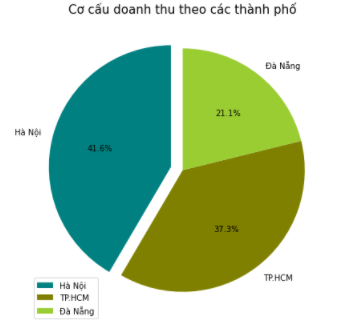 Cơ cấu doanh thu theo các thành phố
Đà Nẵng
21.1%
Hà Nội
41.6%
37.3%
TP.HCM
Hà Nội
TP.HCM
Đà Nẵng